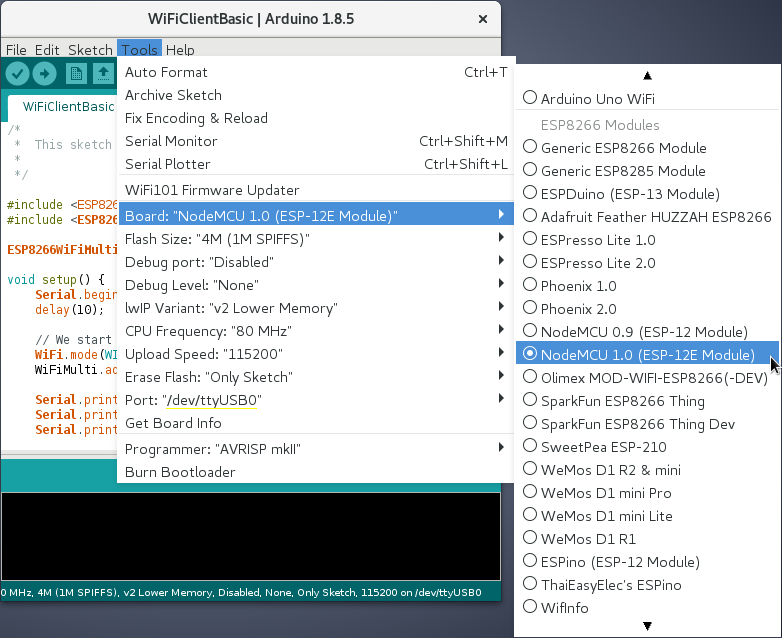 WiFiClientBasic | Arduino 1.8.5
File Edit Sketch Tools Help
WiFiClientBasic
/*
 *  This sketch
 *
 */
#include <ESP826
#include <ESP826
ESP8266WiFiMulti
void setup() {
Serial.begin
delay(10);
// We start
WiFi.mode(WI
WiFiMulti.ad
Serial.print
Serial.print
Serial.print
Auto Format Ctrl+T
Archive Sketch
Fix Encoding & Reload
Serial Monitor Ctrl+Shift+M
Serial Plotter Ctrl+Shift+L
WiFi101 Firmware Updater
Board: "NodeMCU 1.0 (ESP-12E Module)"
Flash Size: "4M (1M SPIFFS)"
Debug port: "Disabled"
Debug Level: "None"
lwIP Variant: "v2 Lower Memory"
CPU Frequency: "80 MHz"
Upload Speed: "115200"
Erase Flash: "Only Sketch"
Port: "/dev/ttyUSB0"
Get Board Info
Programmer: "AVRISP mkII"
Burn Bootloader
Arduino Uno WiFi
ESP8266 Modules
Generic ESP8266 Module
Generic ESP8285 Module
ESPDuino (ESP-13 Module)
Adafruit Feather HUZZAH ESP8266
ESPresso Lite 1.0
ESPresso Lite 2.0
Phoenix 1.0
Phoenix 2.0
NodeMCU 0.9 (ESP-12 Module)
NodeMCU 1.0 (ESP-12E Module)
Olimex MOD-WIFI-ESP8266(-DEV)
SparkFun ESP8266 Thing
SparkFun ESP8266 Thing Dev
SweetPea ESP-210
WeMos D1 R2 & mini
WeMos D1 mini Pro
WeMos D1 mini Lite
WeMos D1 R1
ESPino (ESP-12 Module)
ThaiEasyElec's ESPino
WifInfo
0 MHz, 4M (1M SPIFFS), v2 Lower Memory, Disabled, None, Only Sketch, 115200 on /dev/ttyUSB0